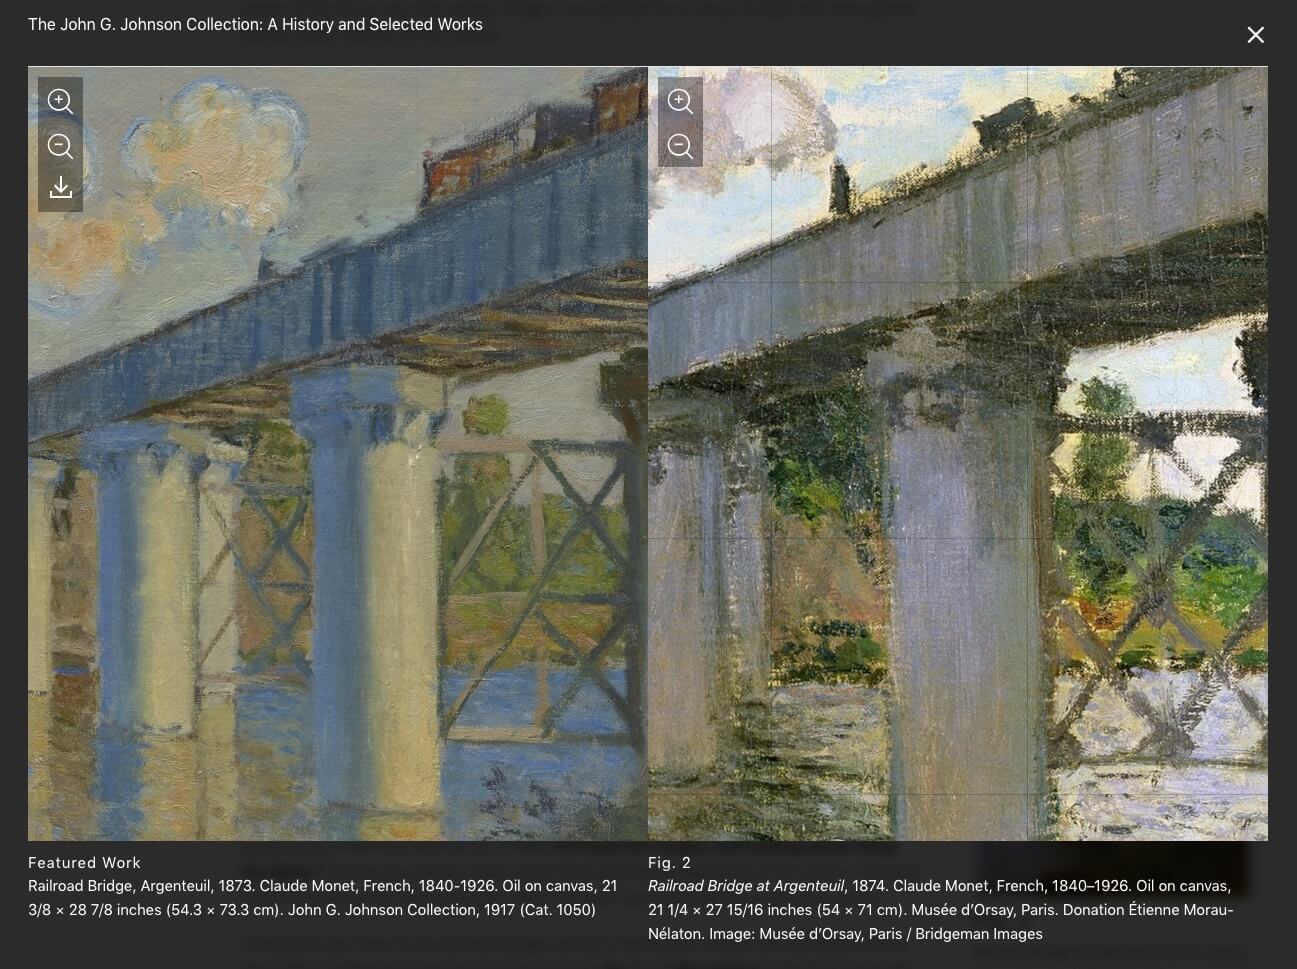 The John G. Johnson Collection: A History and Selected Works
Featured Work
Railroad Bridge, Argenteuil, 1873. Claude Monet, French, 1840-1926. Oil on canvas, 21
3/8 × 28 7/8 inches (54.3 × 73.3 cm). John G. Johnson Collection, 1917 (Cat. 1050)
Fig. 2
Railroad Bridge at Argenteuil, 1874. Claude Monet, French, 1840–1926. Oil on canvas,
21 1/4 × 27 15/16 inches (54 × 71 cm). Musée d’Orsay, Paris. Donation Étienne Morau-
Nélaton. Image: Musée d’Orsay, Paris / Bridgeman Images